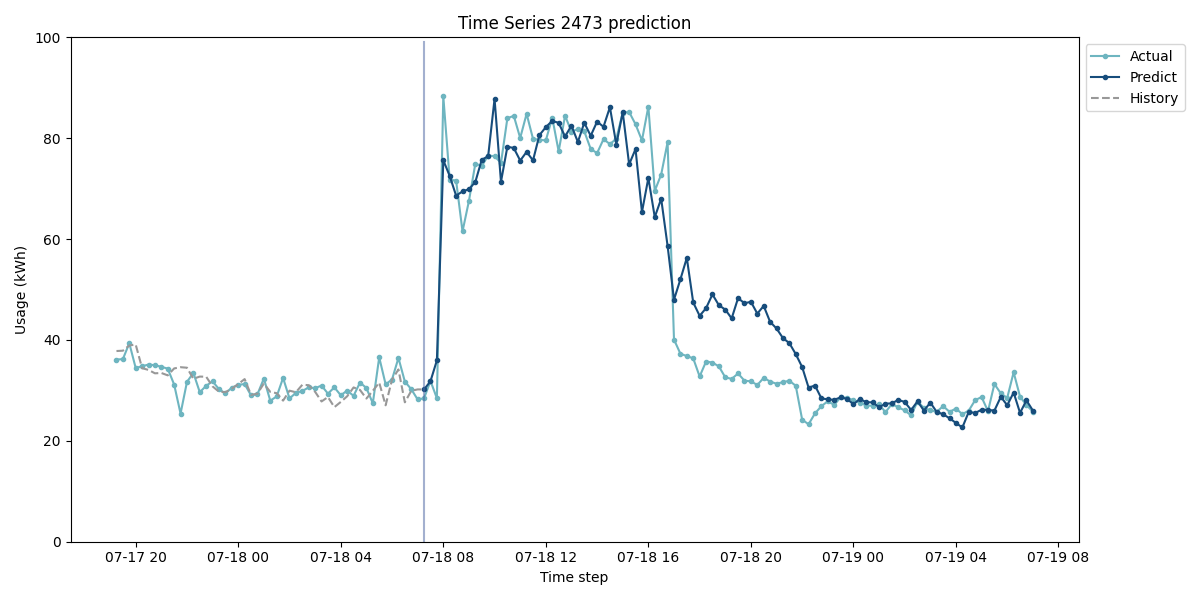 Time Series 2473 prediction
100
80
60
40
20
0
Usage (kWh)
07-17 20
07-18 00
07-18 04
07-18 08
07-18 12
07-18 16
07-18 20
07-19 00
07-19 04
07-19 08
Time step
Actual
Predict
History